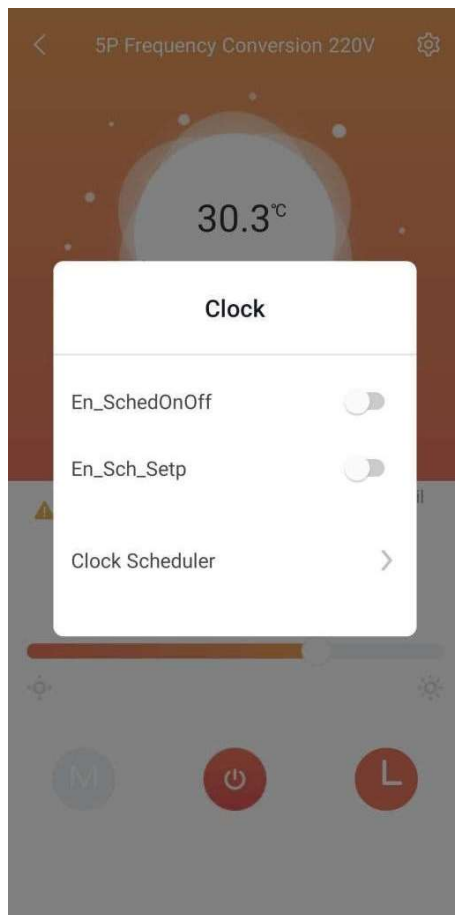 5P Frequency Conversion 220V
30.3℃
Clock
En_SchedOnOff
En_Sch_Setp
Clock Scheduler
M